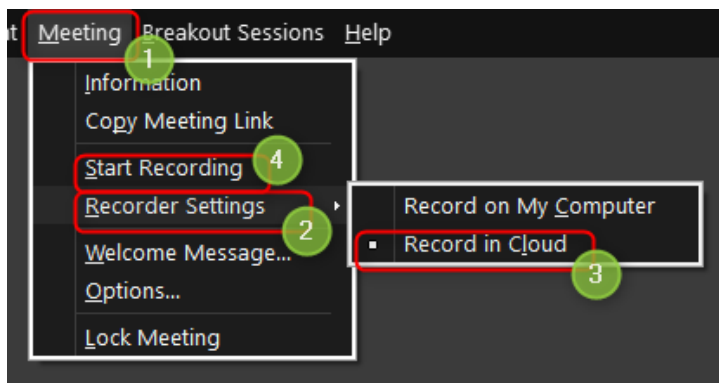 t Meeting Breakout Sessions Help
1
Information
Copy Meeting Link
Start Recording 4
Recorder Settings 2
Record on My Computer
Record in Cloud 3
Welcome Message...
Options...
Lock Meeting